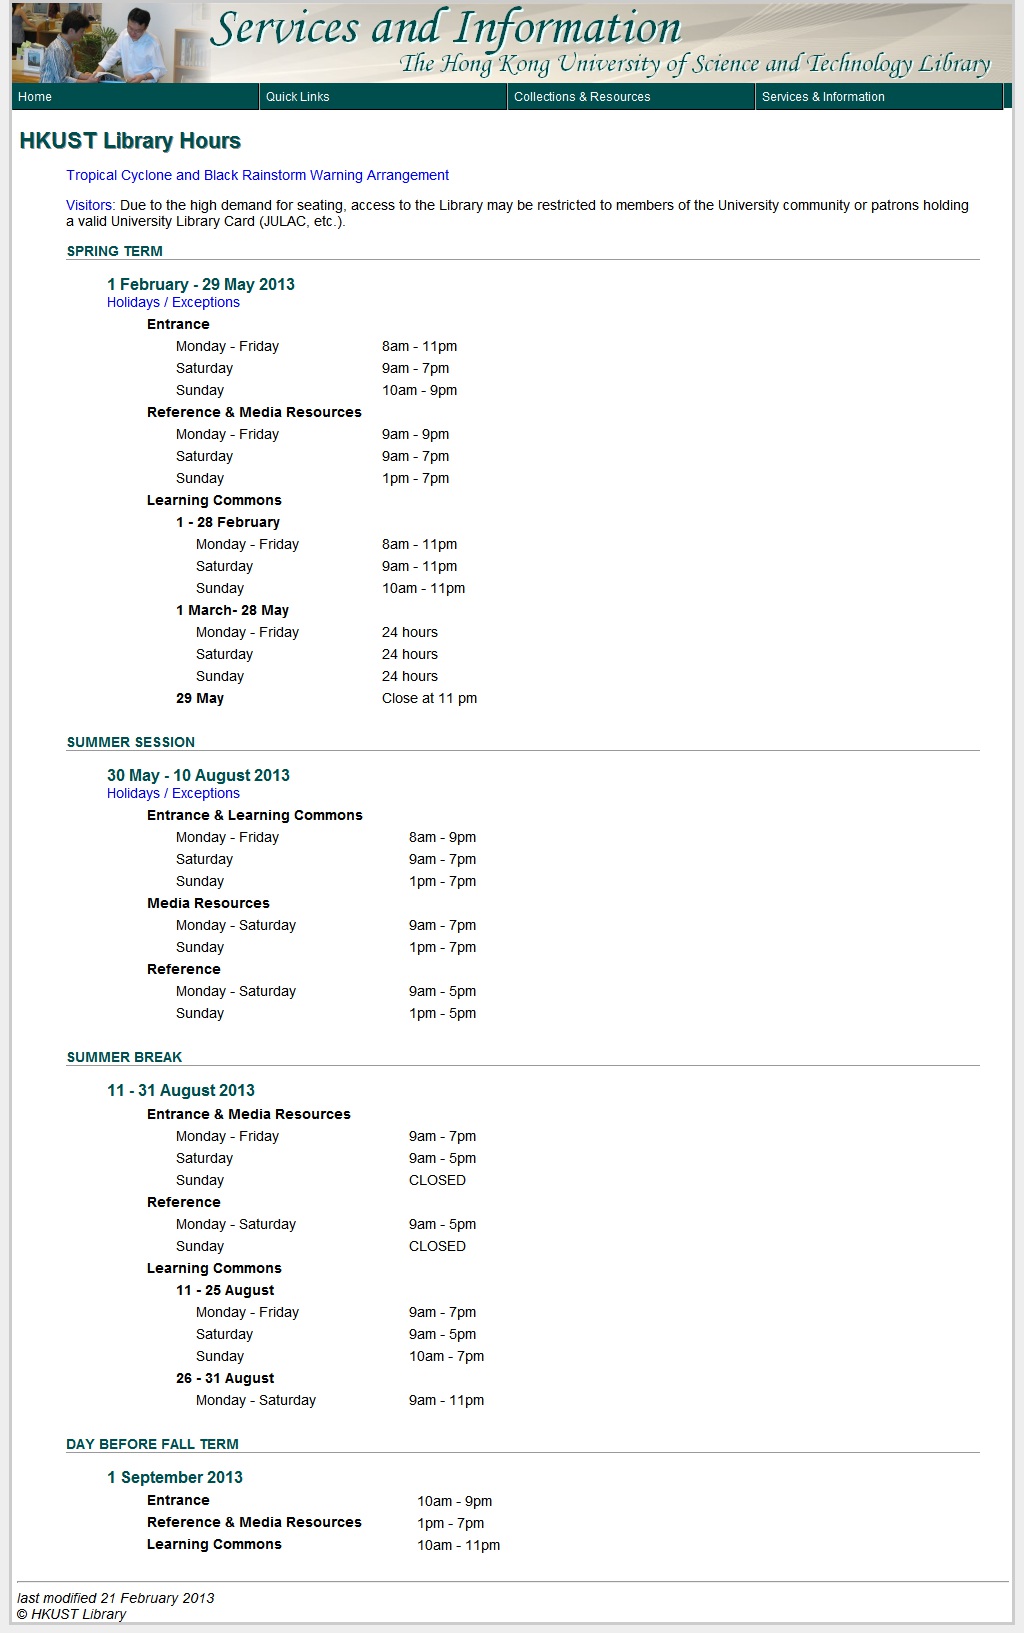 Services and Information
The Hong Kong University of Science and Technology Library
Home Quick Links Collections & Resources Services & Information
HKUST Library Hours
Tropical Cyclone and Black Rainstorm Warning Arrangement
Visitors: Due to the high demand for seating, access to the Library may be restricted to members of the University community or patrons holding
a valid University Library Card (JULAC, etc.).
SPRING TERM
1 February - 29 May 2013
Holidays / Exceptions
Entrance
Monday - Friday 8am - 11pm
Saturday 9am - 7pm
Sunday 10am - 9pm
Reference & Media Resources
Monday - Friday 9am - 9pm
Saturday 9am - 7pm
Sunday 1pm - 7pm
Learning Commons
1 - 28 February
Monday - Friday 8am - 11pm
Saturday 9am - 11pm
Sunday 10am - 11pm
1 March- 28 May
Monday - Friday 24 hours
Saturday 24 hours
Sunday 24 hours
29 May Close at 11 pm
SUMMER SESSION
30 May - 10 August 2013
Holidays / Exceptions
Entrance & Learning Commons
Monday - Friday 8am - 9pm
Saturday 9am - 7pm
Sunday 1pm - 7pm
Media Resources
Monday - Saturday 9am - 7pm
Sunday 1pm - 7pm
Reference
Monday - Saturday 9am - 5pm
Sunday 1pm - 5pm
SUMMER BREAK
11 - 31 August 2013
Entrance & Media Resources
Monday - Friday 9am - 7pm
Saturday 9am - 5pm
Sunday CLOSED
Reference
Monday - Saturday 9am - 5pm
Sunday CLOSED
Learning Commons
11 - 25 August
Monday - Friday 9am - 7pm
Saturday 9am - 5pm
Sunday 10am - 7pm
26 - 31 August
Monday - Saturday 9am - 11pm
DAY BEFORE FALL TERM
1 September 2013
Entrance 10am - 9pm
Reference & Media Resources 1pm - 7pm
Learning Commons 10am - 11pm
last modified 21 February 2013
© HKUST Library